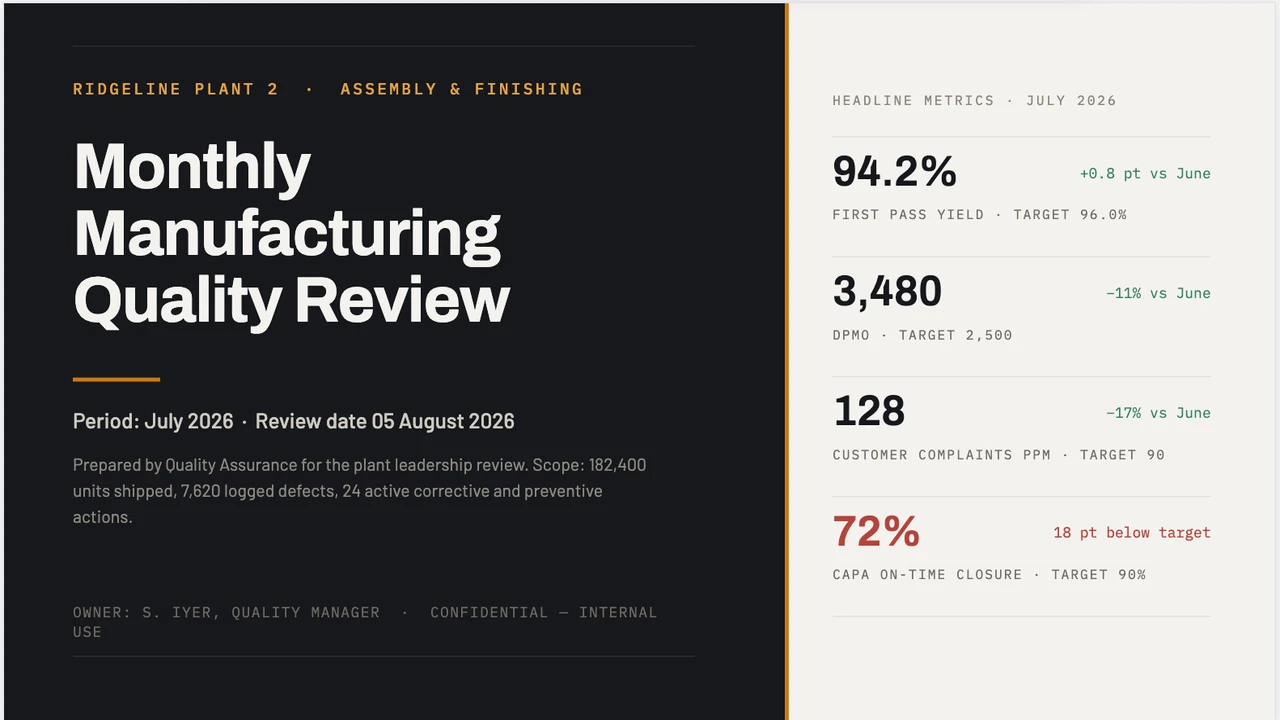 RIDGELINE PLANT 2 · ASSEMBLY & FINISHING
Monthly
Manufacturing
Quality Review
Period: July 2026 · Review date 05 August 2026
Prepared by Quality Assurance for the plant leadership review. Scope: 182,400
units shipped, 7,620 logged defects, 24 active corrective and preventive
actions.
OWNER: S. IYER, QUALITY MANAGER · CONFIDENTIAL — INTERNAL
USE
HEADLINE METRICS · JULY 2026
94.2% +0.8 pt vs June
FIRST PASS YIELD · TARGET 96.0%
3,480 −11% vs June
DPMO · TARGET 2,500
128 −17% vs June
CUSTOMER COMPLAINTS PPM · TARGET 90
72% 18 pt below target
CAPA ON-TIME CLOSURE · TARGET 90%